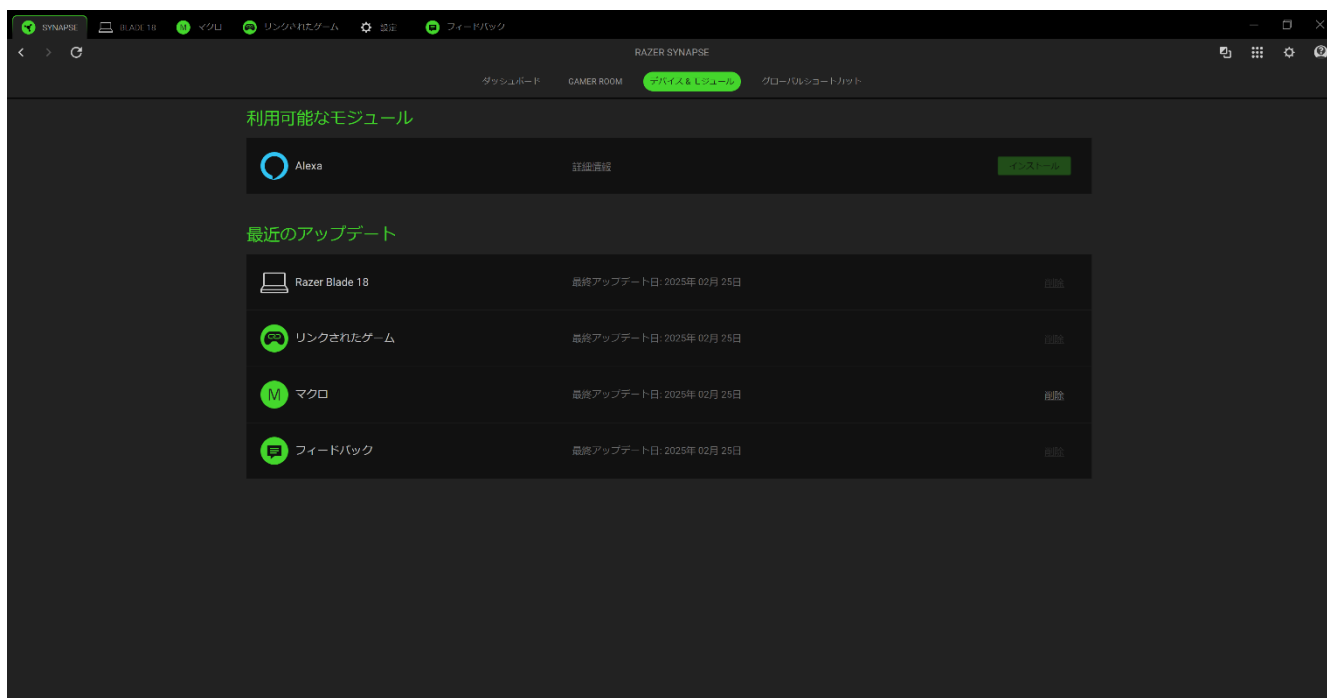 SYNAPSE BLADE 18 マクロ リンクされたゲーム 設定 フィードバック
RAZER SYNAPSE
ダッシュボード GAMER ROOM デバイス & モジュール グローバルショートカット
利用可能なモジュール
Alexa 詳細情報 インストール
最近のアップデート
Razer Blade 18 最終アップデート日: 2025年 02月 25日 削除
リンクされたゲーム 最終アップデート日: 2025年 02月 25日 削除
M マクロ 最終アップデート日: 2025年 02月 25日 削除
フィードバック 最終アップデート日: 2025年 02月 25日 削除